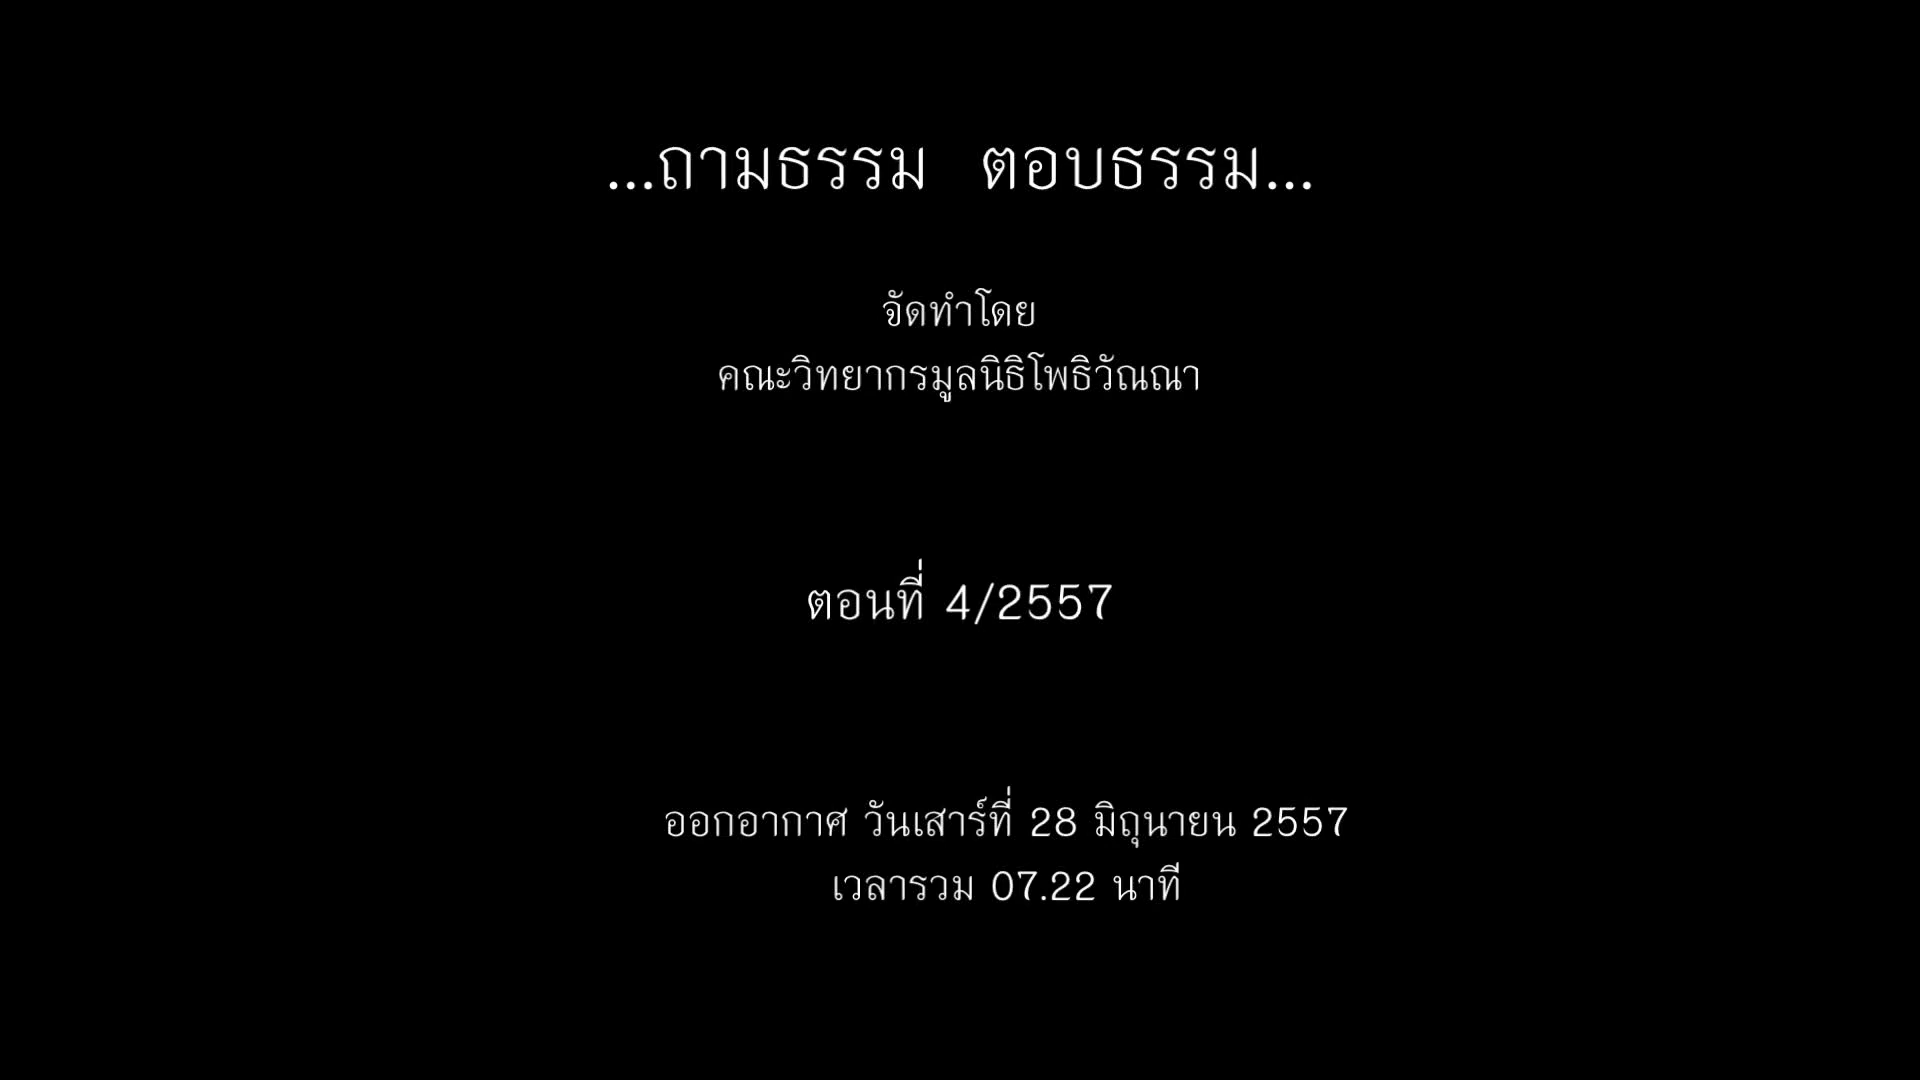 ...ถามธรรม ตอบธรรม...
จัดทำโดย
คณะวิทยากรมูลนิธิโพธิวัณณา
ตอนที่ 4/2557
ออกอากาศ วันเสาร์ที่ 28 มิถุนายน 2557
เวลารวม 07.22 นาที